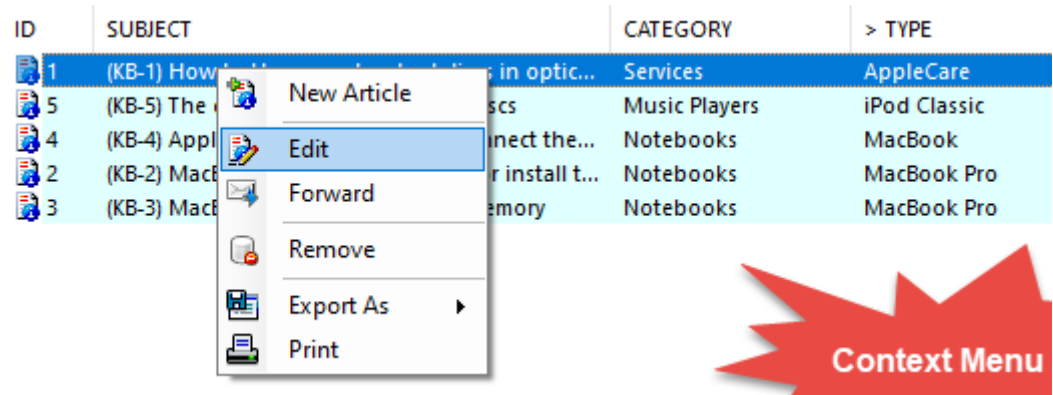 ID SUBJECT CATEGORY > TYPE
1 (KB-1) How in optic... Services AppleCare
5 (KB-5) The scs Music Players iPod Classic
4 (KB-4) Appl nnect the... Notebooks MacBook
2 (KB-2) MacB r install t... Notebooks MacBook Pro
3 (KB-3) MacB emory Notebooks MacBook Pro
New Article
Edit
Forward
Remove
Export As
Print
Context Menu